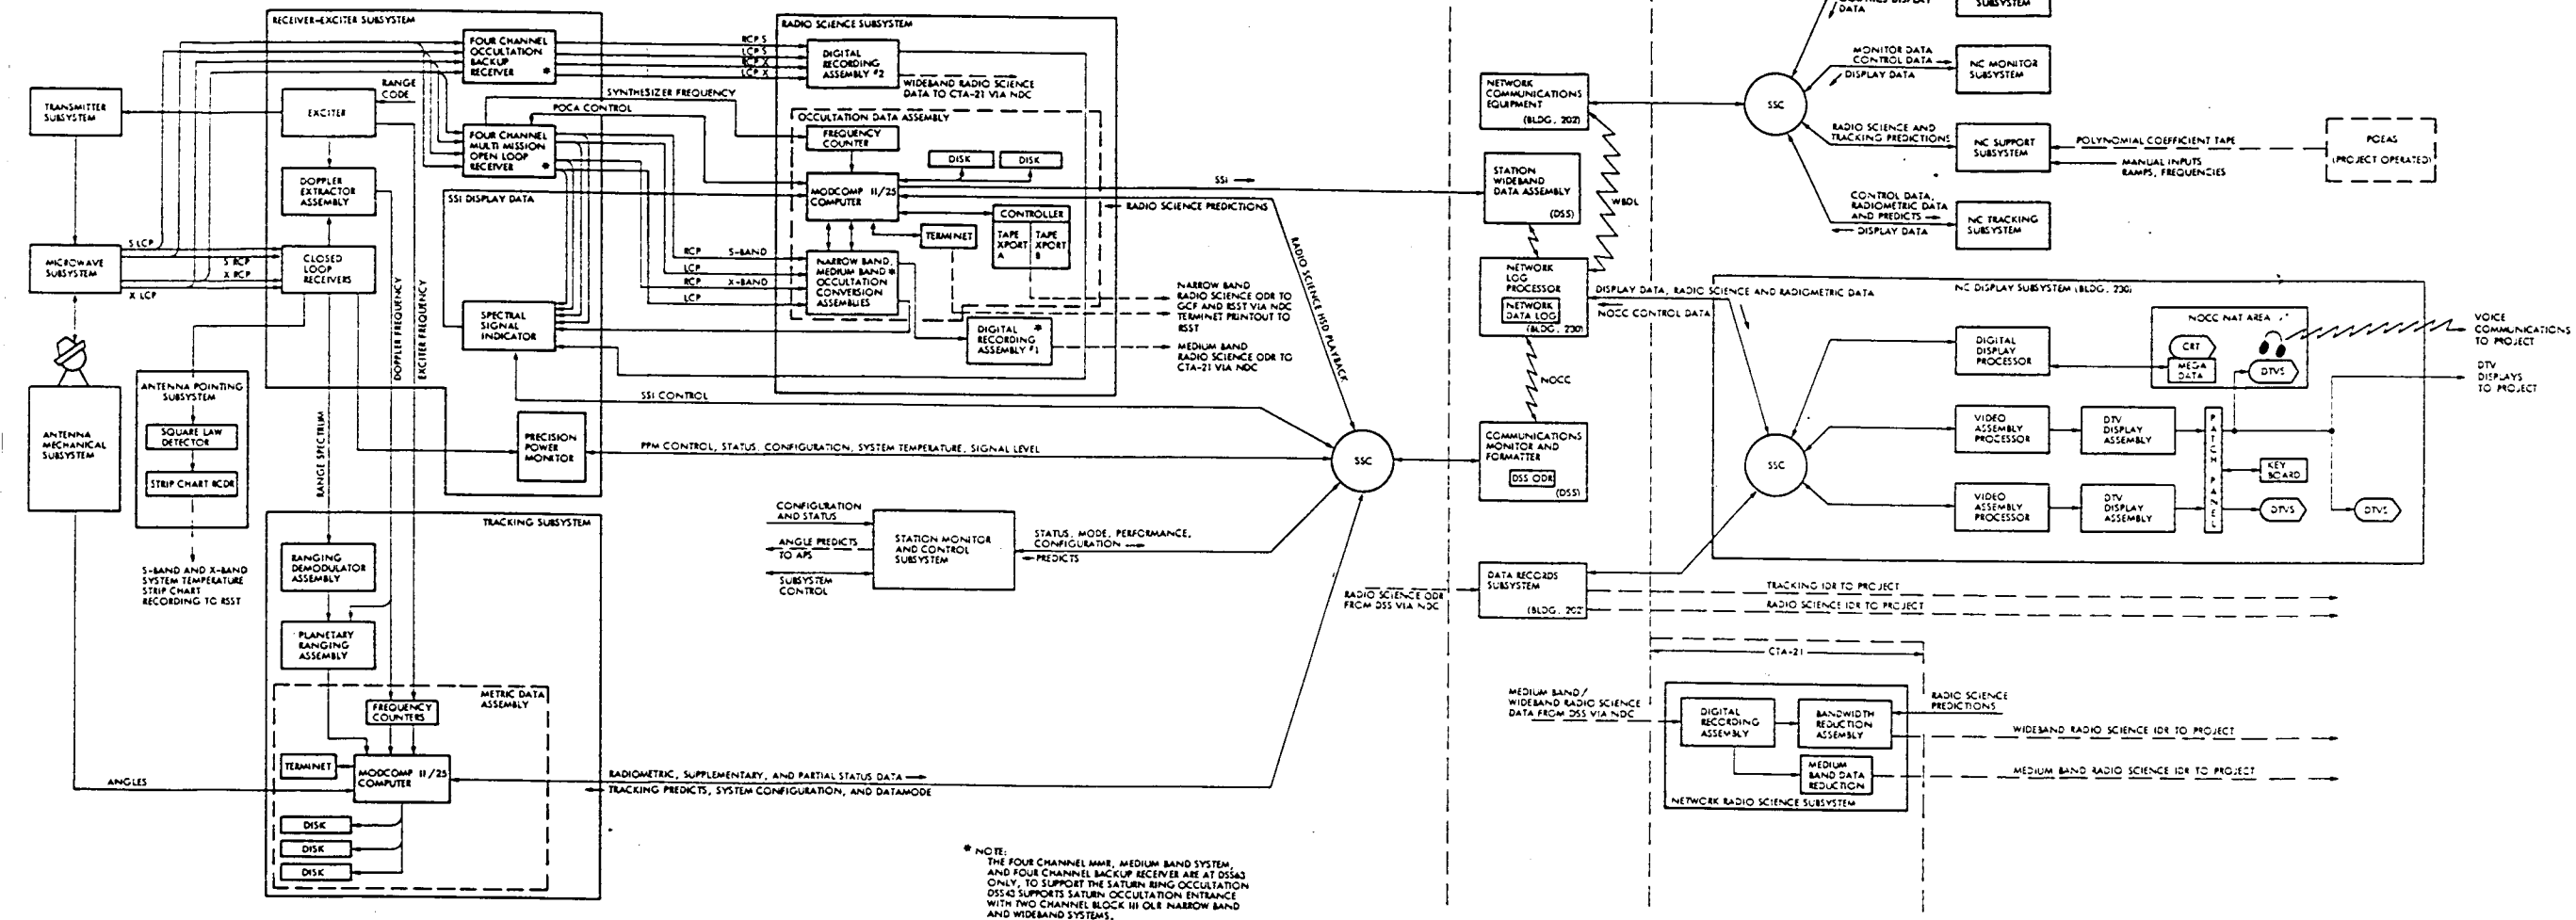 RECEIVER-EXCITER SUBSYSTEM
FOUR CHANNEL
OCCULTATION
BACKUP
RECEIVER *
RANGE
CODE
TRANSMITTER
SUBSYSTEM
EXCITER
FOUR CHANNEL
MULTI MISSION
OPEN LOOP
RECEIVER *
DOPPLER
EXTRACTOR
ASSEMBLY
SSI DISPLAY DATA
MICROWAVE
SUBSYSTEM
S LCP
S RCP
X RCP
X LCP
CLOSED
LOOP
RECEIVERS
SPECTRAL
SIGNAL
INDICATOR
DOPPLER FREQUENCY
EXCITER FREQUENCY
RANGE SPECTRUM
ANTENNA
MECHANICAL
SUBSYSTEM
ANTENNA POINTING
SUBSYSTEM
SQUARE LAW
DETECTOR
STRIP CHART RCDR
S-BAND AND X-BAND
SYSTEM TEMPERATURE
STRIP CHART
RECORDING TO RSST
PRECISION
POWER
MONITOR
RADIO SCIENCE SUBSYSTEM
RCP S
LCP S
RCP X
LCP X
DIGITAL
RECORDING
ASSEMBLY #2
WIDEBAND RADIO SCIENCE
DATA TO CTA-21 VIA NDC
SYNTHESIZER FREQUENCY
POCA CONTROL
OCCULTATION DATA ASSEMBLY
FREQUENCY
COUNTER
DISK
DISK
MODCOMP II/25
COMPUTER
SSI
RADIO SCIENCE PREDICTIONS
CONTROLLER
TAPE
XPORT
A
TAPE
XPORT
B
TERMINET
RCP
S-BAND
LCP
RCP
X-BAND
LCP
NARROW BAND,
MEDIUM BAND *
OCCULTATION
CONVERSION
ASSEMBLIES
NARROW BAND
RADIO SCIENCE ODR TO
GCF AND RSST VIA NDC
TERMINET PRINTOUT TO
RSST
DIGITAL *
RECORDING
ASSEMBLY #1
MEDIUM BAND
RADIO SCIENCE ODR TO
CTA-21 VIA NDC
RADIO SCIENCE HSD PLAYBACK
SSI CONTROL
PPM CONTROL, STATUS, CONFIGURATION, SYSTEM TEMPERATURE, SIGNAL LEVEL
SSC
CONFIGURATION
AND STATUS
ANGLE PREDICTS
TO APS
SUBSYSTEM
CONTROL
STATION MONITOR
AND CONTROL
SUBSYSTEM
STATUS, MODE, PERFORMANCE,
CONFIGURATION
PREDICTS
TRACKING SUBSYSTEM
RANGING
DEMODULATOR
ASSEMBLY
PLANETARY
RANGING
ASSEMBLY
METRIC DATA
ASSEMBLY
FREQUENCY
COUNTERS
TERMINET
MODCOMP II/25
COMPUTER
ANGLES
DISK
DISK
DISK
RADIOMETRIC, SUPPLEMENTARY, AND PARTIAL STATUS DATA
TRACKING PREDICTS, SYSTEM CONFIGURATION, AND DATAMODE
* NOTE:
THE FOUR CHANNEL MMR, MEDIUM BAND SYSTEM,
AND FOUR CHANNEL BACKUP RECEIVER ARE AT DSS63
ONLY, TO SUPPORT THE SATURN RING OCCULTATION
DSS43 SUPPORTS SATURN OCCULTATION ENTRANCE
WITH TWO CHANNEL BLOCK III OLR NARROW BAND
AND WIDEBAND SYSTEMS.
NETWORK
COMMUNICATIONS
EQUIPMENT
(BLDG. 202)
STATION
WIDEBAND
DATA ASSEMBLY
(DSS)
WBDL
NETWORK
LOG
PROCESSOR
NETWORK
DATA LOG
(BLDG. 230)
NOCC
COMMUNICATIONS
MONITOR AND
FORMATTER
DSS ODR
(DSS)
DATA RECORDS
SUBSYSTEM
(BLDG. 202)
RADIO SCIENCE ODR
FROM DSS VIA NDC
TRACKING IDR TO PROJECT
RADIO SCIENCE IDR TO PROJECT
DISPLAY
DATA
SUBSYSTEM
SSC
MONITOR DATA
CONTROL DATA
DISPLAY DATA
NC MONITOR
SUBSYSTEM
RADIO SCIENCE AND
TRACKING PREDICTIONS
NC SUPPORT
SUBSYSTEM
POLYNOMIAL COEFFICIENT TAPE
MANUAL INPUTS
RAMPS, FREQUENCIES
POEAS
(PROJECT OPERATED)
CONTROL DATA,
RADIOMETRIC DATA
AND PREDICTS
DISPLAY DATA
NC TRACKING
SUBSYSTEM
DISPLAY DATA, RADIO SCIENCE AND RADIOMETRIC DATA
NOCC CONTROL DATA
NC DISPLAY SUBSYSTEM (BLDG. 230)
SSC
DIGITAL
DISPLAY
PROCESSOR
NOCC NAT AREA
CRT
MEGA
DATA
DTVS
VOICE
COMMUNICATIONS
TO PROJECT
DTV
DISPLAYS
TO PROJECT
VIDEO
ASSEMBLY
PROCESSOR
DTV
DISPLAY
ASSEMBLY
PATCH PANEL
KEY
BOARD
VIDEO
ASSEMBLY
PROCESSOR
DTV
DISPLAY
ASSEMBLY
DTVS
DTVS
CTA-21
MEDIUM BAND/
WIDEBAND RADIO SCIENCE
DATA FROM DSS VIA NDC
DIGITAL
RECORDING
ASSEMBLY
BANDWIDTH
REDUCTION
ASSEMBLY
RADIO SCIENCE
PREDICTIONS
WIDEBAND RADIO SCIENCE IDR TO PROJECT
MEDIUM
BAND DATA
REDUCTION
MEDIUM BAND RADIO SCIENCE IDR TO PROJECT
NETWORK RADIO SCIENCE SUBSYSTEM